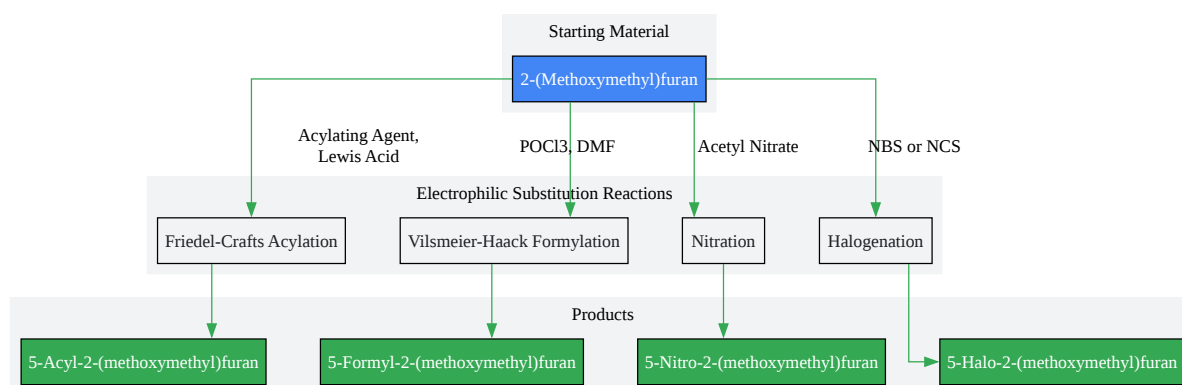 Starting Material
2-(Methoxymethyl)furan
Acylating Agent,
Lewis Acid
POCl3, DMF
Acetyl Nitrate
NBS or NCS
Electrophilic Substitution Reactions
Friedel-Crafts Acylation
Vilsmeier-Haack Formylation
Nitration
Halogenation
Products
5-Acyl-2-(methoxymethyl)furan
5-Formyl-2-(methoxymethyl)furan
5-Nitro-2-(methoxymethyl)furan
5-Halo-2-(methoxymethyl)furan